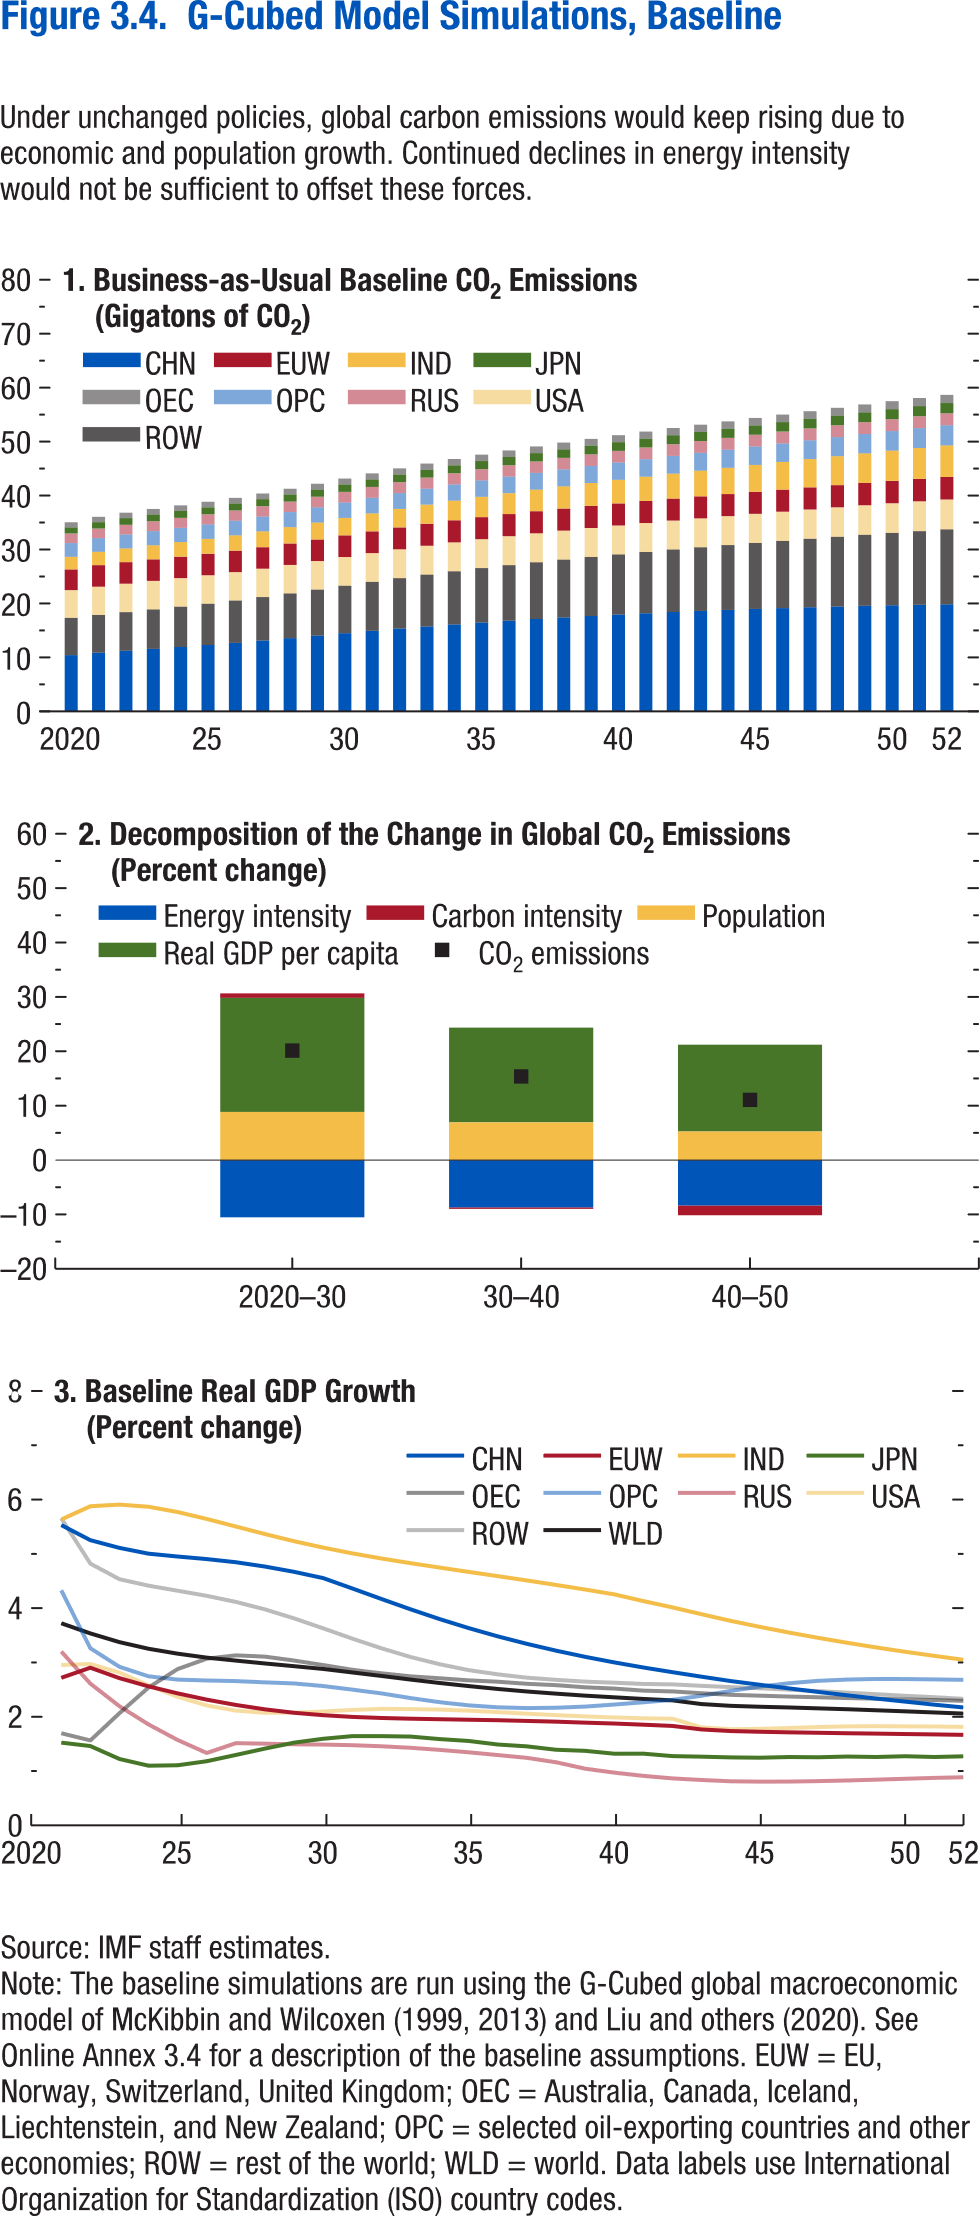 Figure 3.4.  G-Cubed Model Simulations, Baseline
Under unchanged policies, global carbon emissions would keep rising due to
economic and population growth. Continued declines in energy intensity
would not be sufficient to offset these forces.
1. Business-as-Usual Baseline CO₂ Emissions
(Gigatons of CO₂)
80
70
60
50
40
30
20
10
0
CHN EUW IND JPN
OEC OPC RUS USA
ROW
2020 25 30 35 40 45 50 52
2. Decomposition of the Change in Global CO₂ Emissions
(Percent change)
60
50
40
30
20
10
0
–10
–20
Energy intensity Carbon intensity Population
Real GDP per capita CO₂ emissions
2020–30 30–40 40–50
3. Baseline Real GDP Growth
(Percent change)
8
6
4
2
0
CHN EUW IND JPN
OEC OPC RUS USA
ROW WLD
2020 25 30 35 40 45 50 52
Source: IMF staff estimates.
Note: The baseline simulations are run using the G-Cubed global macroeconomic
model of McKibbin and Wilcoxen (1999, 2013) and Liu and others (2020). See
Online Annex 3.4 for a description of the baseline assumptions. EUW = EU,
Norway, Switzerland, United Kingdom; OEC = Australia, Canada, Iceland,
Liechtenstein, and New Zealand; OPC = selected oil-exporting countries and other
economies; ROW = rest of the world; WLD = world. Data labels use International
Organization for Standardization (ISO) country codes.